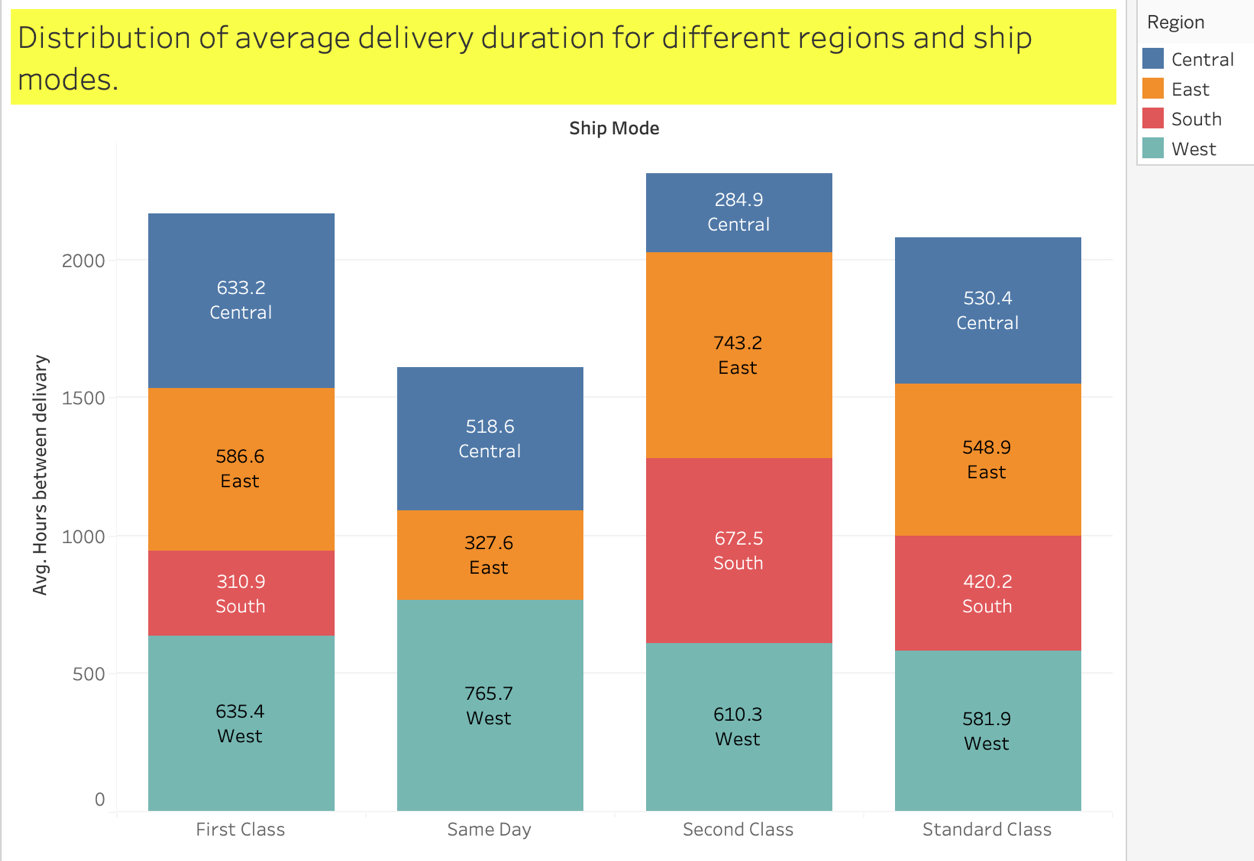 Distribution of average delivery duration for different regions and ship
modes.
Region
Central
East
South
West
Ship Mode
Avg. Hours between delivary
2000
1500
1000
500
0
633.2
Central
586.6
East
310.9
South
635.4
West
518.6
Central
327.6
East
765.7
West
284.9
Central
743.2
East
672.5
South
610.3
West
530.4
Central
548.9
East
420.2
South
581.9
West
First Class
Same Day
Second Class
Standard Class